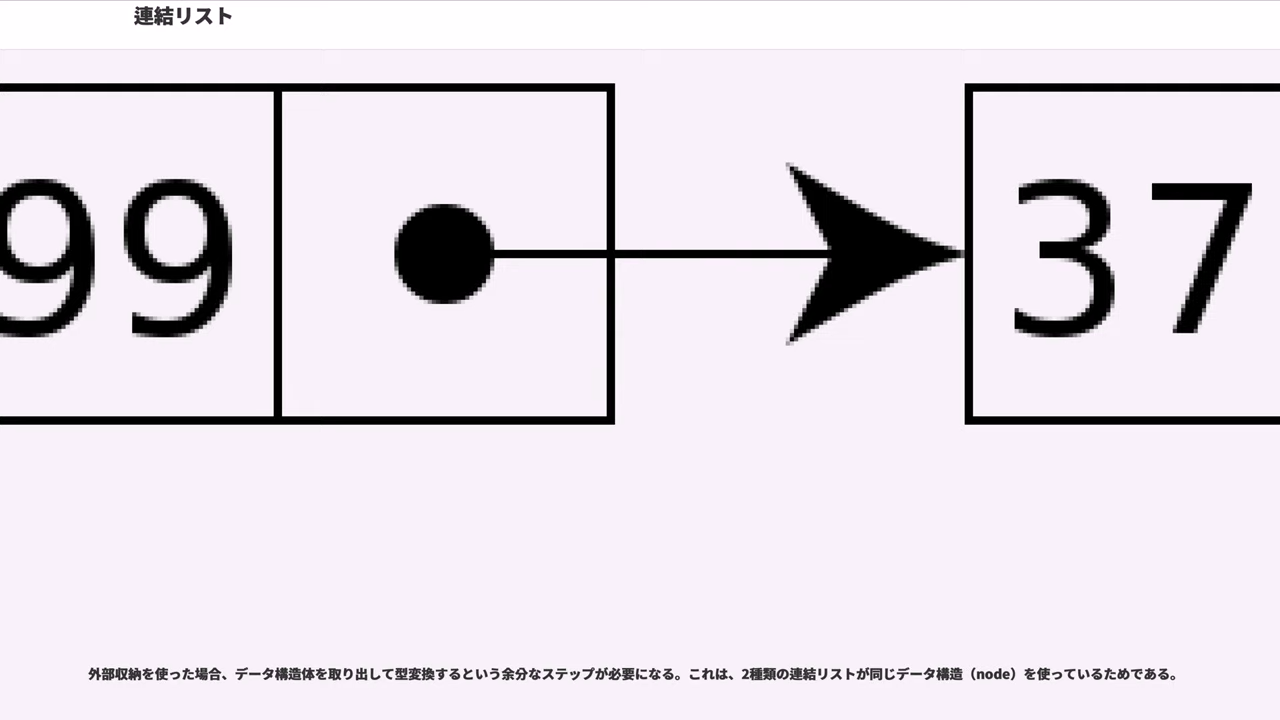 連結リスト
99 37
外部収納を使った場合、データ構造体を取り出して型変換するという余分なステップが必要になる。これは、2種類の連結リストが同じデータ構造（node）を使っているためである。